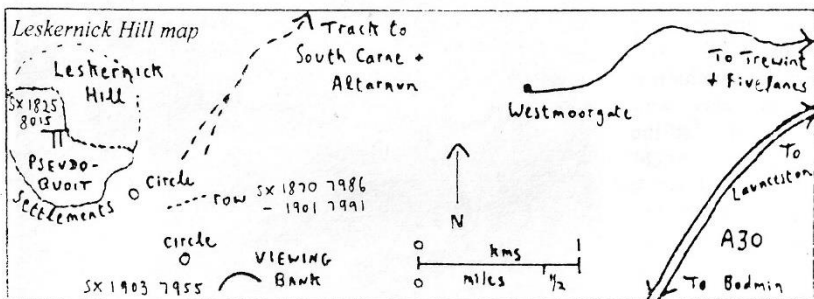 Leskernick Hill map
Leskernick
Hill
SX 1825
8015
PSEUDO-
QUOIT
Settlements
Circle
row SX 1870 7986
- 1901 7991
Circle
SX 1903 7955
VIEWING
BANK
Track to
South Carne +
Altarnun
N
Westmoorgate
To Trewint
+ Fivelanes
0 kms 1
0 miles 1/2
To
Launceston
A30
To Bodmin